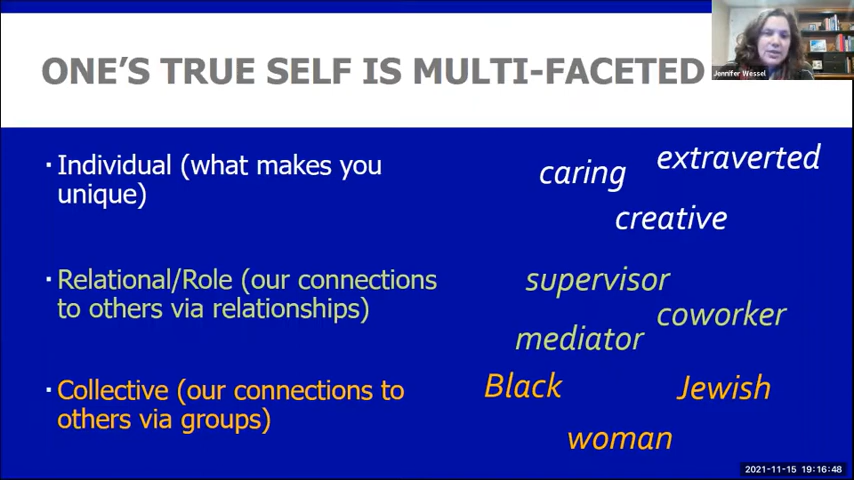 ONE'S TRUE SELF IS MULTI-FACETED
Jennifer Wessel
· Individual (what makes you
unique)
caring
extraverted
creative
· Relational/Role (our connections
to others via relationships)
supervisor
coworker
mediator
· Collective (our connections to
others via groups)
Black
Jewish
woman
2021-11-15 19:16:48